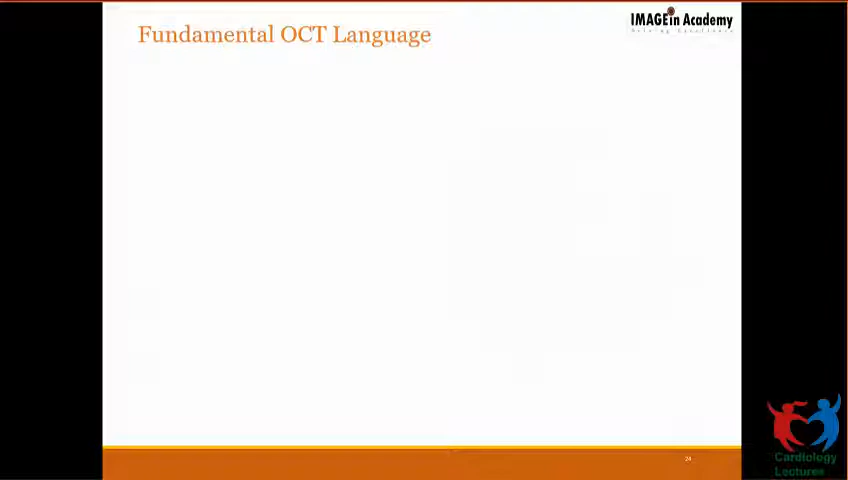 Fundamental OCT Language
IMAGEin Academy
24
Cardiology
Lectures